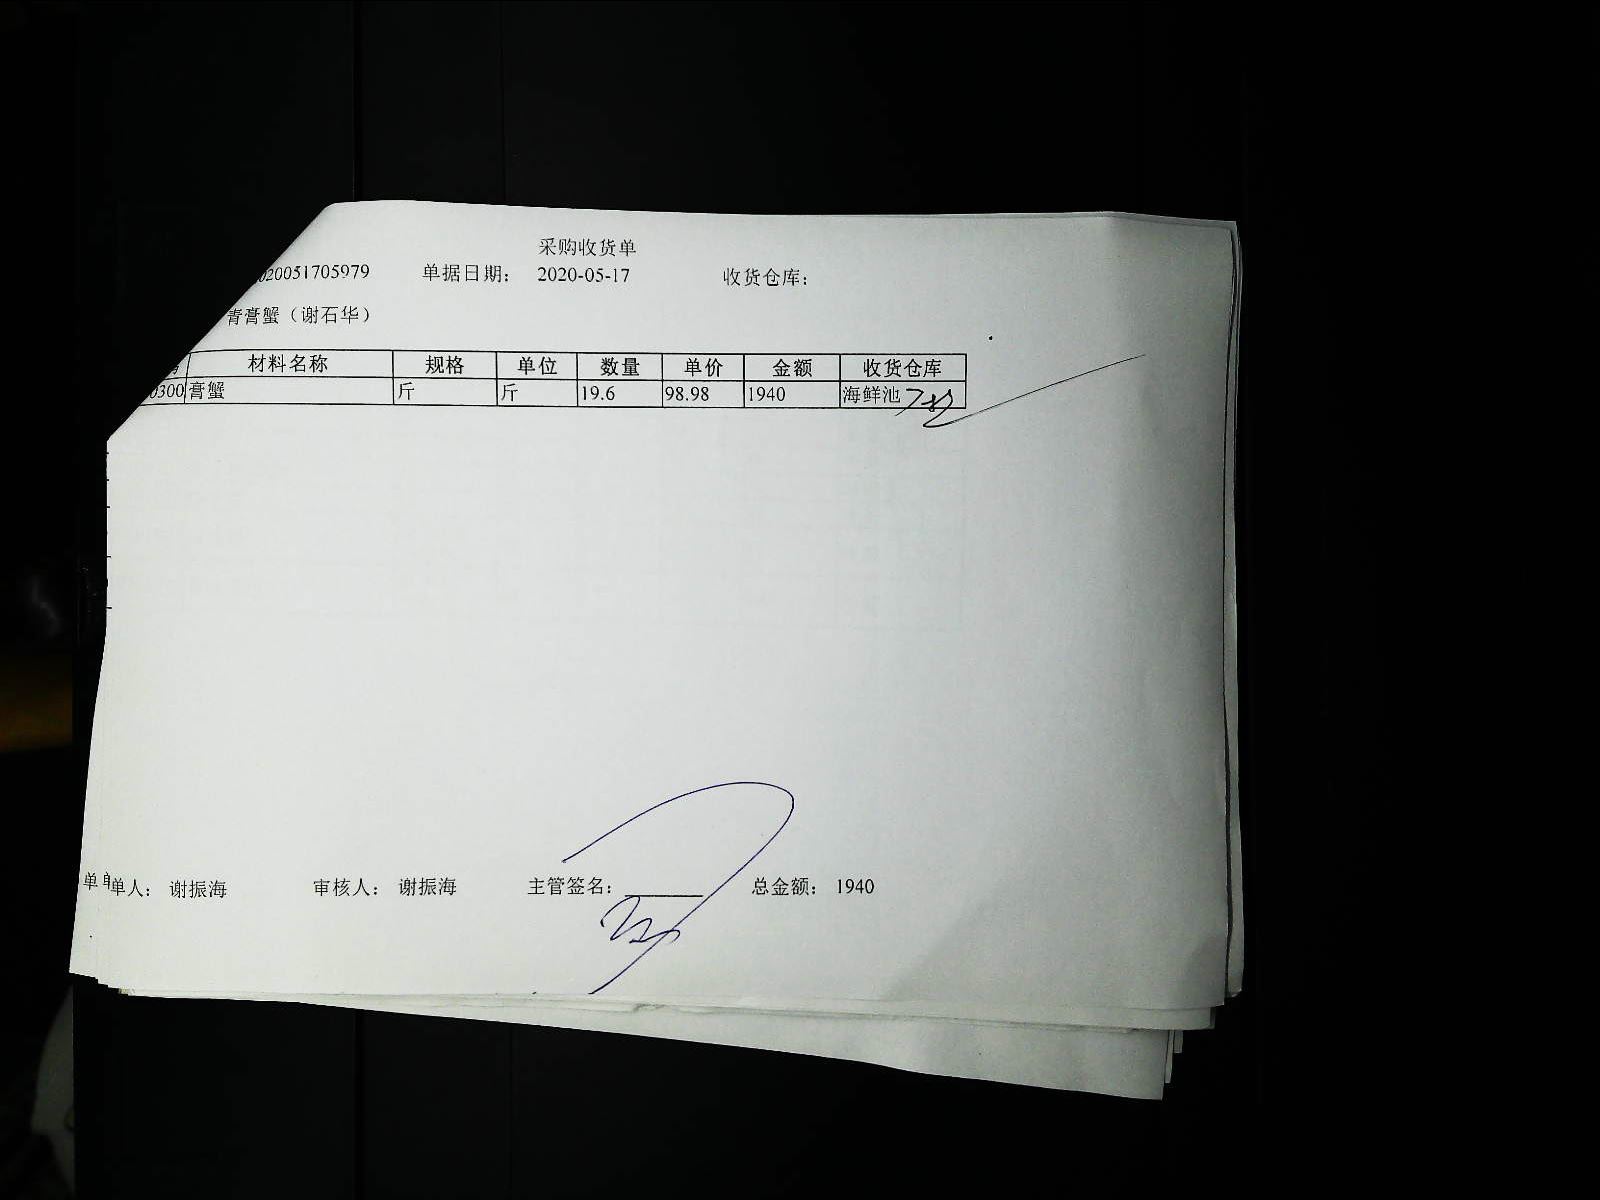 采购收货单
020051705979 单据日期： 2020-05-17 收货仓库：
青膏蟹（谢石华）
材料名称 规格 单位 数量 单价 金额 收货仓库
0300 膏蟹 斤 斤 19.6 98.98 1940 海鲜池
单 单人： 谢振海 审核人： 谢振海 主管签名： 总金额： 1940